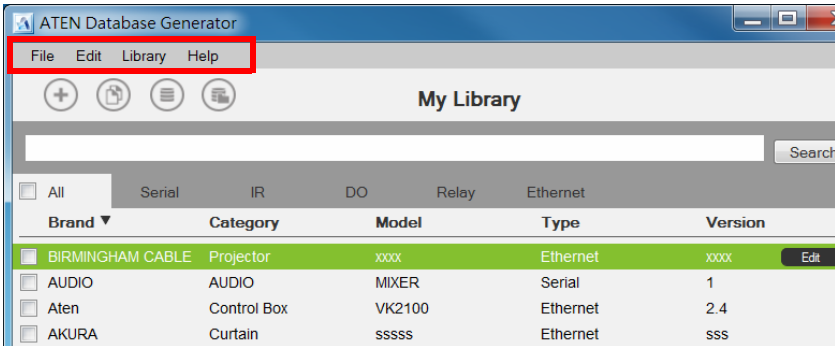 ATEN Database Generator
File Edit Library Help
My Library
Search
All Serial IR DO Relay Ethernet
Brand ▼ Category Model Type Version
BIRMINGHAM CABLE Projector xxxx Ethernet xxxx Edit
AUDIO AUDIO MIXER Serial 1
Aten Control Box VK2100 Ethernet 2.4
AKURA Curtain sssss Ethernet sss